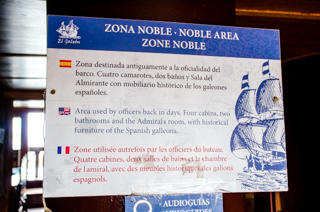 ZONA NOBLE · NOBLE AREA
ZONE NOBLE
El Galeón
Zona destinada antiguamente a la oficialidad del
barco. Cuatro camarotes, dos baños y Sala del
Almirante con mobiliario histórico de los galeones
españoles.
Area used by officers back in days. Four cabins, two
bathrooms and the Admiral's room, with historical
furniture of the Spanish galleons.
Zone utilisée autrefois par les officiers du bateau.
Quatre cabines, deux salles de bains et la chambre
de l'amiral, avec des meubles historiques galions
espagnols.
AUDIOGUÍAS
AUDIOGUIDES